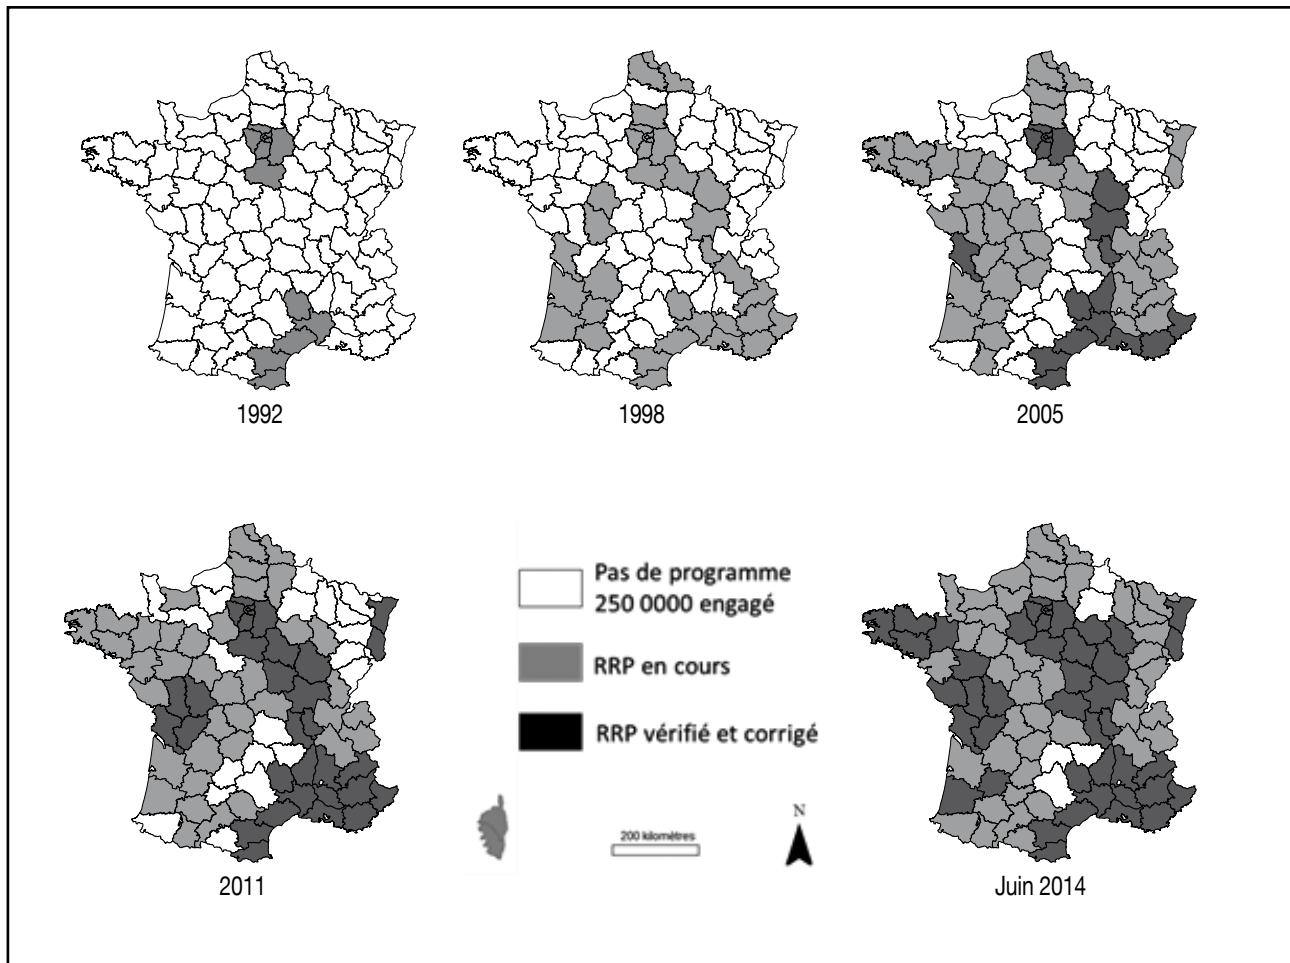 1992
1998
2005
Pas de programme
250 0000 engagé
RRP en cours
RRP vérifié et corrigé
N
200 kilomètres
2011
Juin 2014